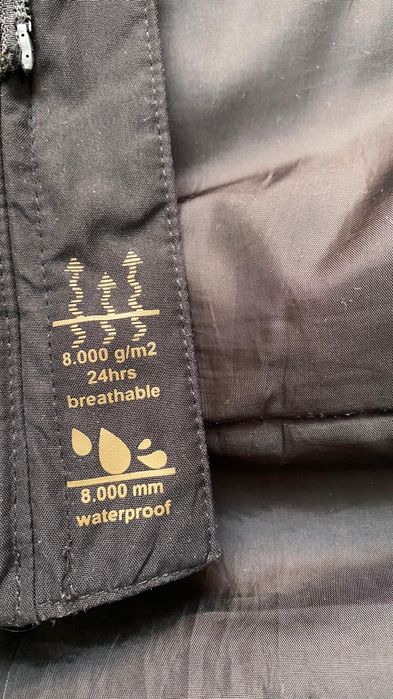 8.000 g/m2
24hrs
breathable
8.000 mm
waterproof